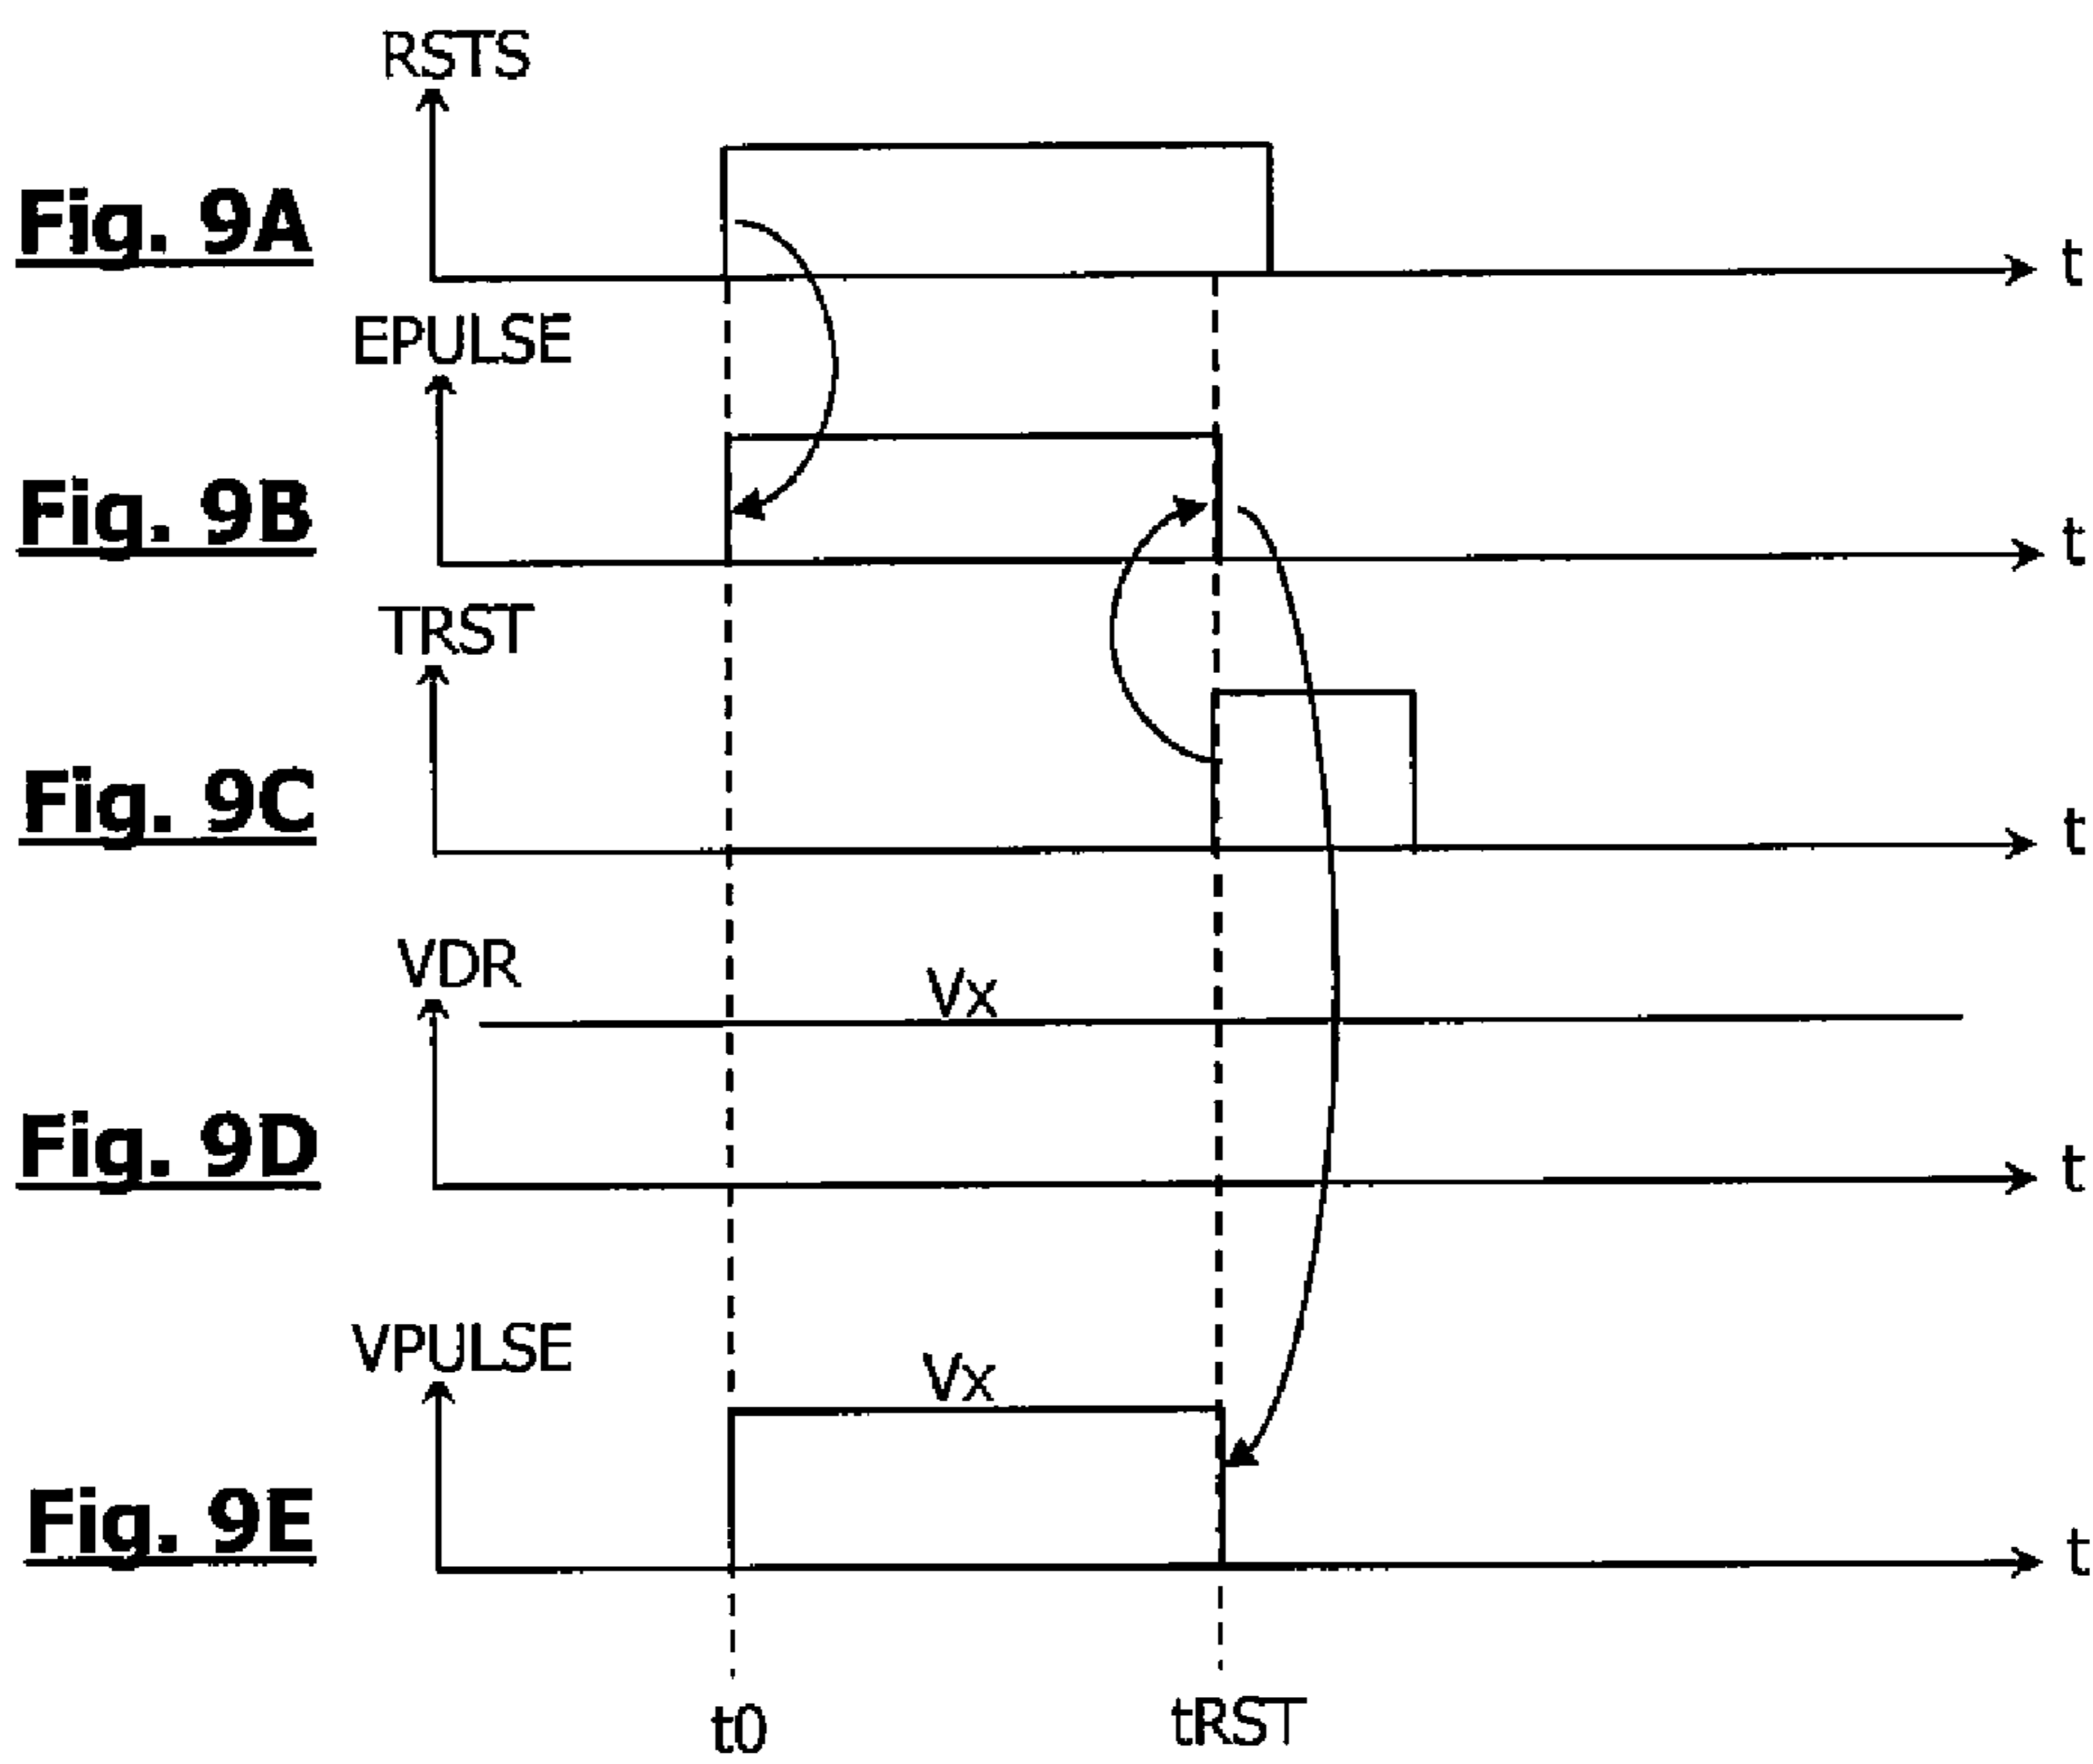 RSTS
Fig. 9A
t
EPULSE
Fig. 9B
t
TRST
Fig. 9C
t
VDR
Vx
Fig. 9D
t
VPULSE
Vx
Fig. 9E
t
t0
tRST